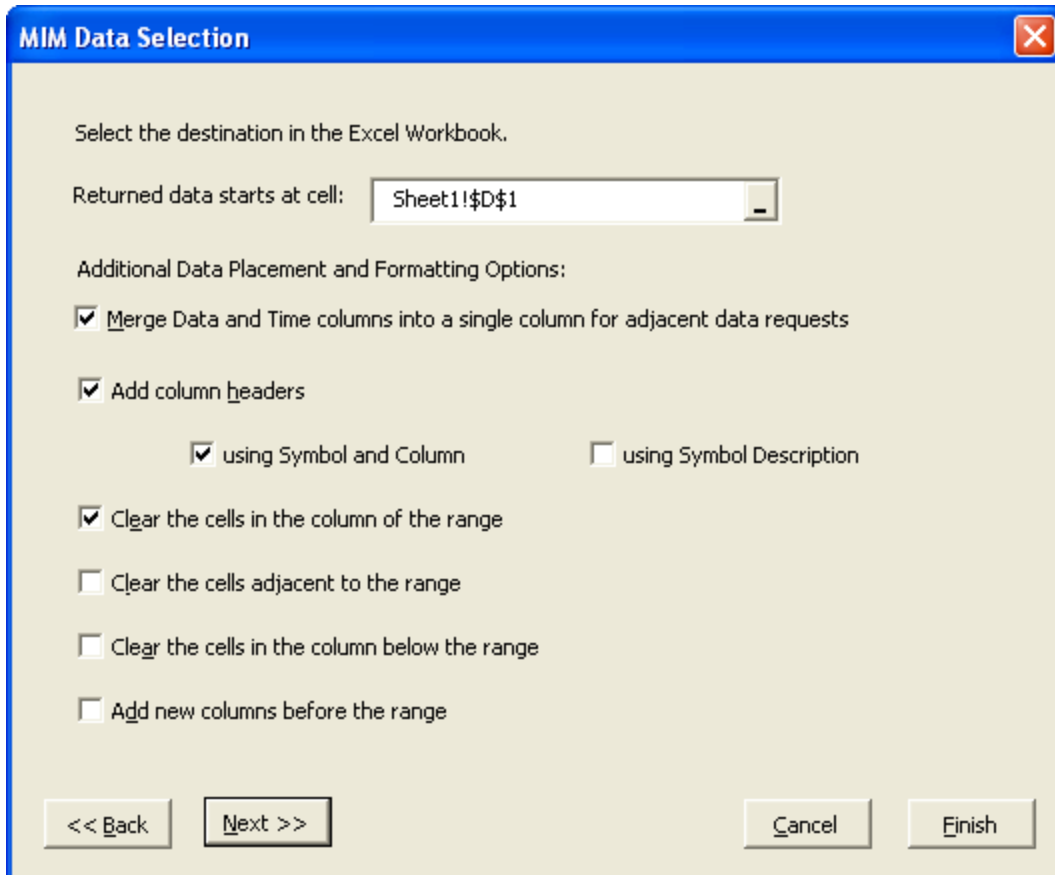 MIM Data Selection
Select the destination in the Excel Workbook.
Returned data starts at cell: Sheet1!$D$1
Additional Data Placement and Formatting Options:
Merge Data and Time columns into a single column for adjacent data requests
Add column headers
using Symbol and Column using Symbol Description
Clear the cells in the column of the range
Clear the cells adjacent to the range
Clear the cells in the column below the range
Add new columns before the range
<< Back Next >> Cancel Finish